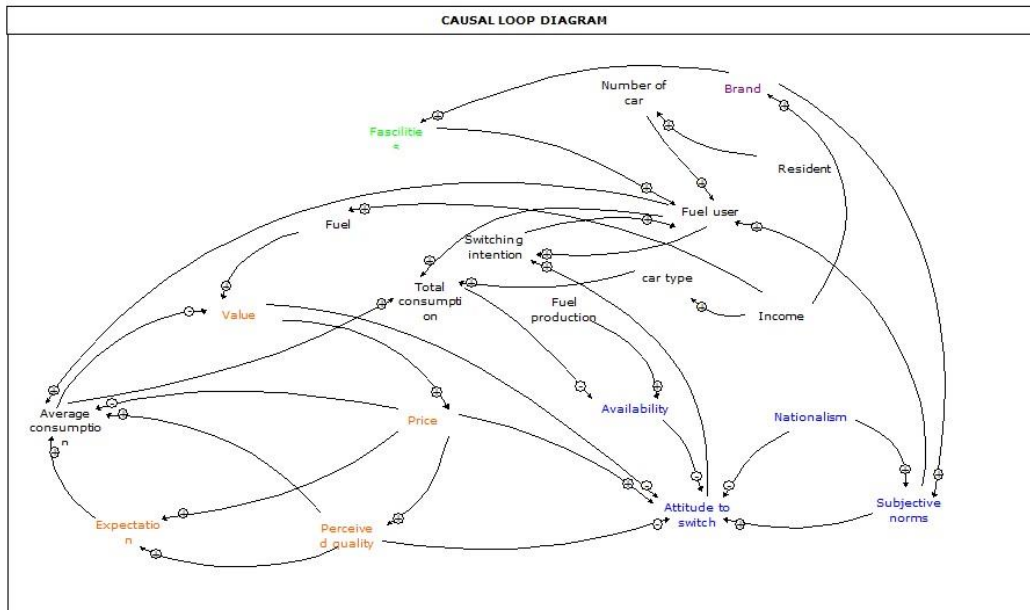 CAUSAL LOOP DIAGRAM
Number of
car
Brand
Fascilitie
s
Resident
Fuel
Fuel user
Switching
intention
car type
Total
consumpti
on
Fuel
production
Income
Value
Average
consumptio
n
Price
Availability
Nationalism
Expectatio
n
Perceive
d quality
Attitude to
switch
Subjective
norms